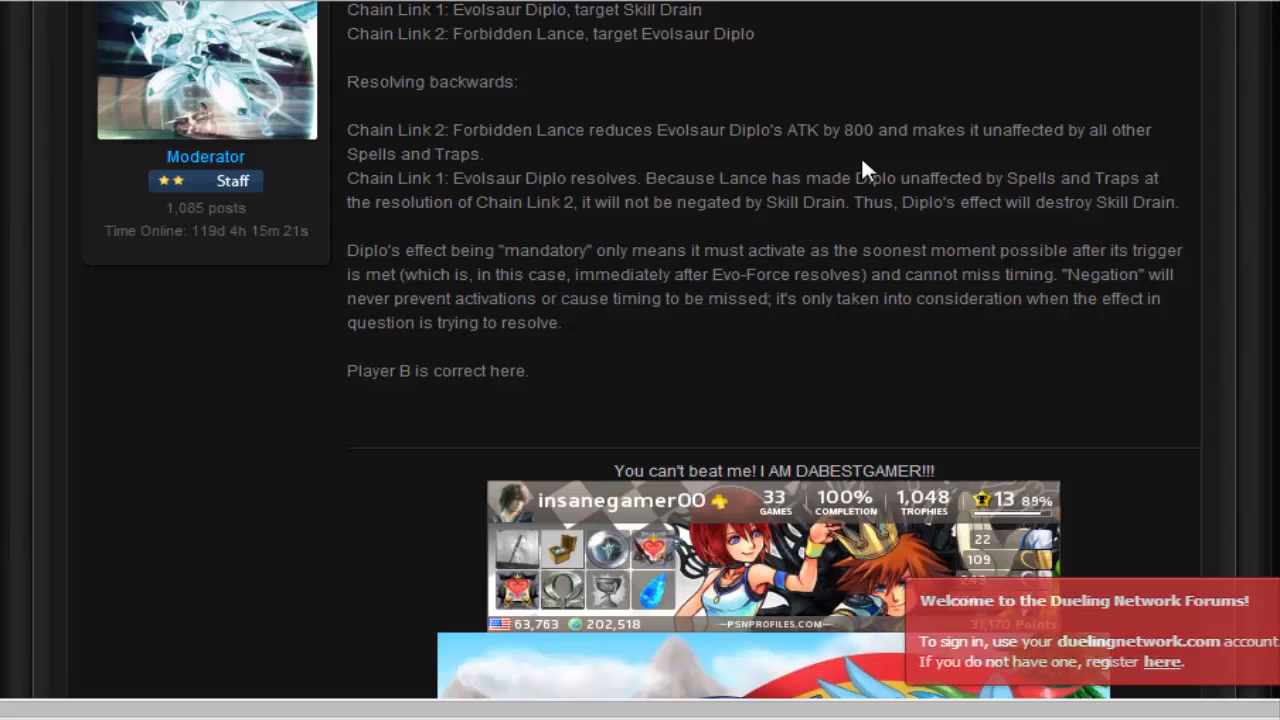 Chain Link 1: Evolsaur Diplo, target Skill Drain
Chain Link 2: Forbidden Lance, target Evolsaur Diplo
Resolving backwards:
Chain Link 2: Forbidden Lance reduces Evolsaur Diplo's ATK by 800 and makes it unaffected by all other
Spells and Traps.
Chain Link 1: Evolsaur Diplo resolves. Because Lance has made Diplo unaffected by Spells and Traps at
the resolution of Chain Link 2, it will not be negated by Skill Drain. Thus, Diplo's effect will destroy Skill Drain.
Diplo's effect being "mandatory" only means it must activate as the soonest moment possible after its trigger
is met (which is, in this case, immediately after Evo-Force resolves) and cannot miss timing. "Negation" will
never prevent activations or cause timing to be missed; it's only taken into consideration when the effect in
question is trying to resolve.
Player B is correct here.
Moderator
Staff
1,085 posts
Time Online: 119d 4h 15m 21s
You can't beat me! I AM DABESTGAMER!!!
insanegamer00
33 GAMES
100% COMPLETION
1,048 TROPHIES
13 89%
22
109
243
63,763 202,518
PSNPROFILES.COM
31,170 Points
Welcome to the Dueling Network Forums!
To sign in, use your duelingnetwork.com account
If you do not have one, register here.